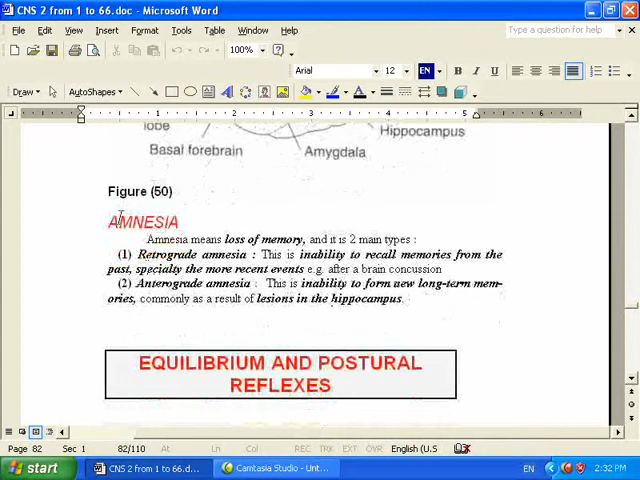 CNS 2 from 1 to 66.doc - Microsoft Word
File Edit View Insert Format Tools Table Window Help Type a question for help
100%
Arial 12 EN B
Draw AutoShapes
1 2 3 4 5
lobe Hippocampus
Basal forebrain Amygdala
Figure (50)
AMNESIA
Amnesia means loss of memory, and it is 2 main types :
(1) Retrograde amnesia : This is inability to recall memories from the
past, specialty the more recent events e.g. after a brain concussion
(2) Anterograde amnesia : This is inability to form new long-term mem-
ories, commonly as a result of lesions in the hippocampus.
EQUILIBRIUM AND POSTURAL
REFLEXES
Page 82 Sec 1 82/110 At Ln Col REC TRK EXT OVR English (U.S
start CNS 2 from 1 to 66.do... Camtasia Studio - Unt... EN 2:32 PM